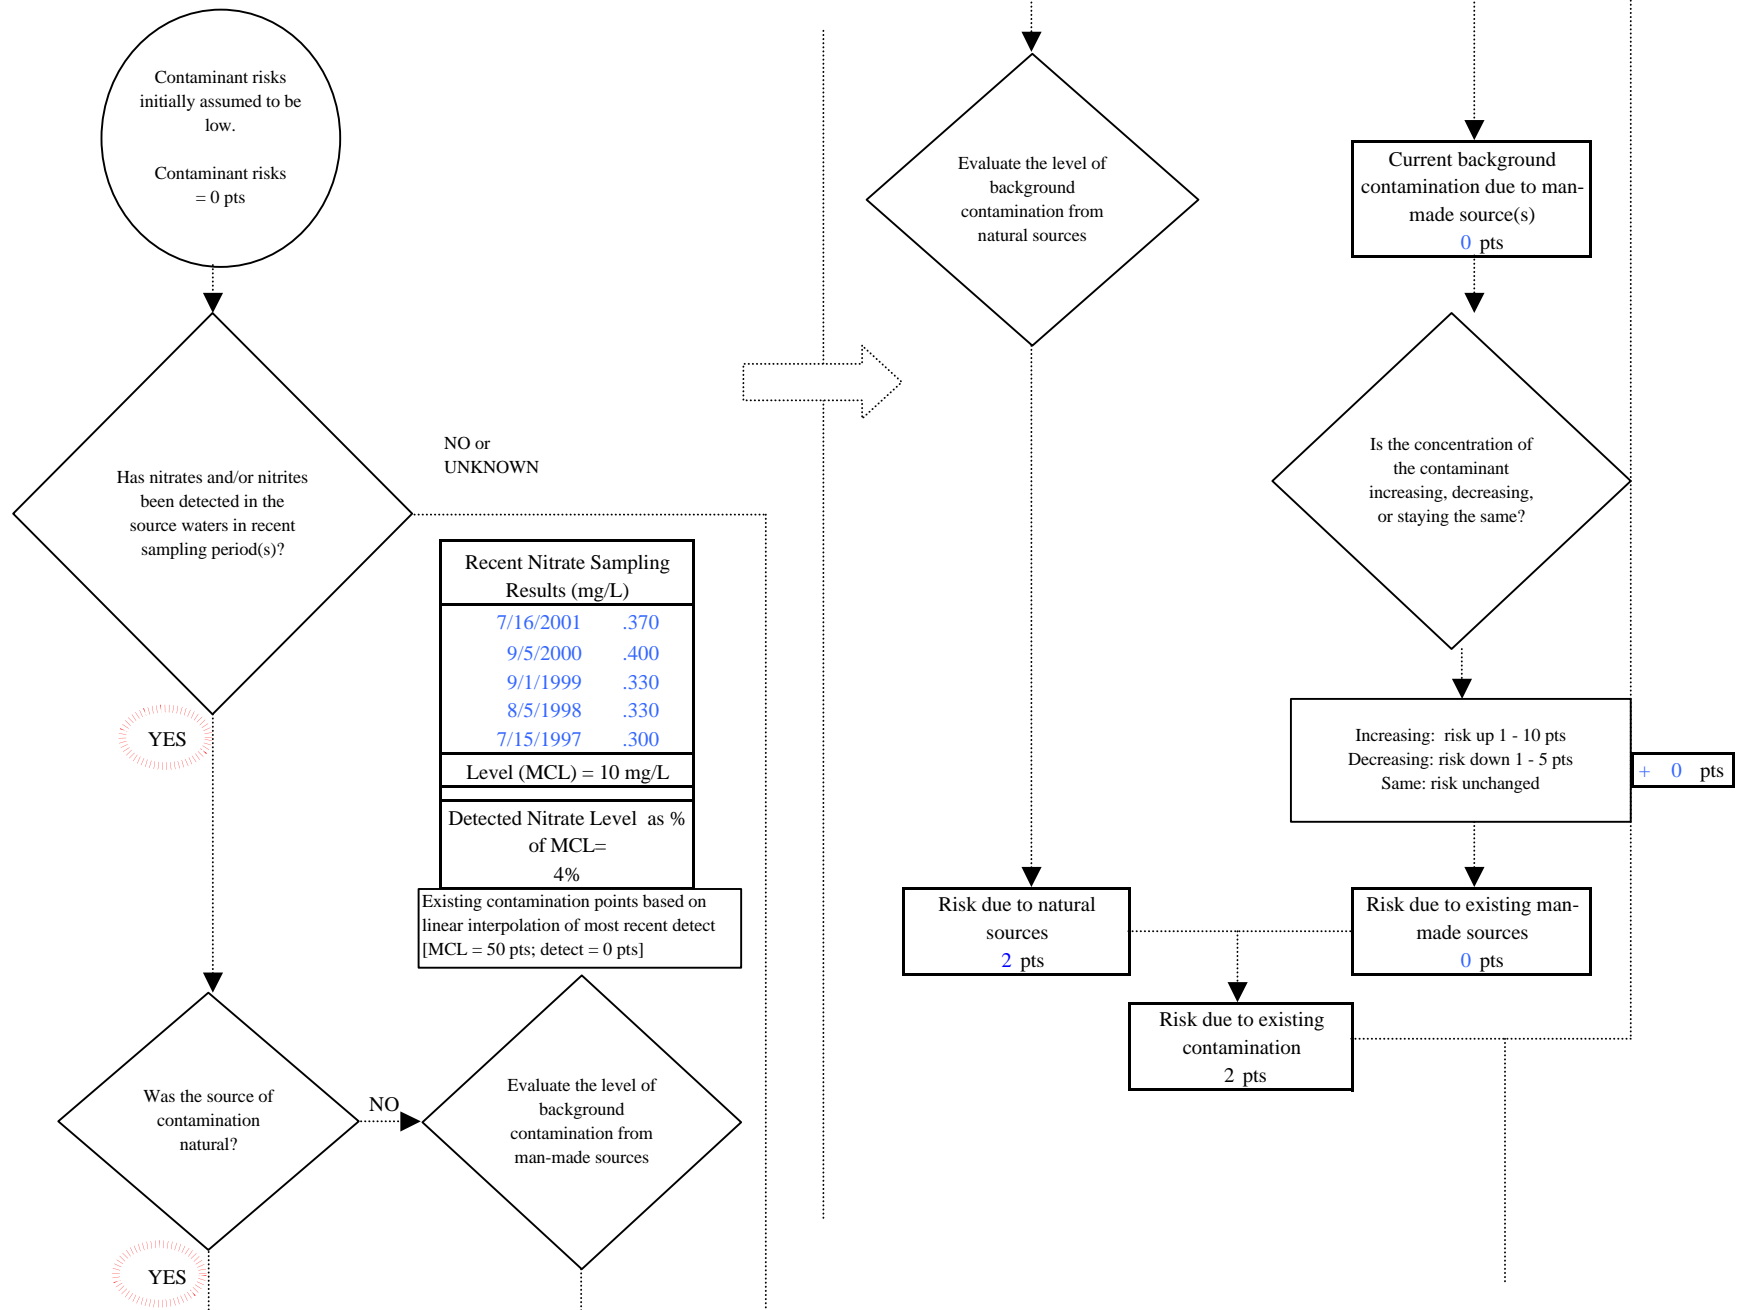 Contaminant risks
initially assumed to be
low.
Contaminant risks
= 0 pts
Has nitrates and/or nitrites
been detected in the
source waters in recent
sampling period(s)?
NO or
UNKNOWN
YES
Recent Nitrate Sampling
Results (mg/L)
7/16/2001 .370
9/5/2000 .400
9/1/1999 .330
8/5/1998 .330
7/15/1997 .300
Level (MCL) = 10 mg/L
Detected Nitrate Level as %
of MCL=
4%
Existing contamination points based on
linear interpolation of most recent detect
[MCL = 50 pts; detect = 0 pts]
Was the source of
contamination
natural?
NO
YES
Evaluate the level of
background
contamination from
man-made sources
Evaluate the level of
background
contamination from
natural sources
Current background
contamination due to man-
made source(s)
0 pts
Is the concentration of
the contaminant
increasing, decreasing,
or staying the same?
Increasing: risk up 1 - 10 pts
Decreasing: risk down 1 - 5 pts
Same: risk unchanged
+ 0 pts
Risk due to natural
sources
2 pts
Risk due to existing man-
made sources
0 pts
Risk due to existing
contamination
2 pts